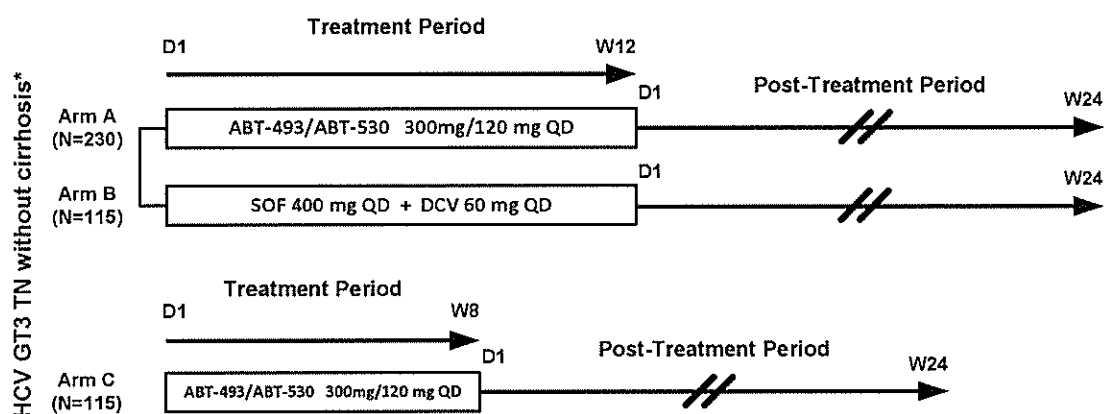 HCV GT3 TN without cirrhosis*
Treatment Period
D1
W12
D1
Post-Treatment Period
W24
Arm A
(N=230)
ABT-493/ABT-530 300mg/120 mg QD
D1
W24
Arm B
(N=115)
SOF 400 mg QD + DCV 60 mg QD
Treatment Period
D1
W8
D1
Post-Treatment Period
W24
Arm C
(N=115)
ABT-493/ABT-530 300mg/120 mg QD